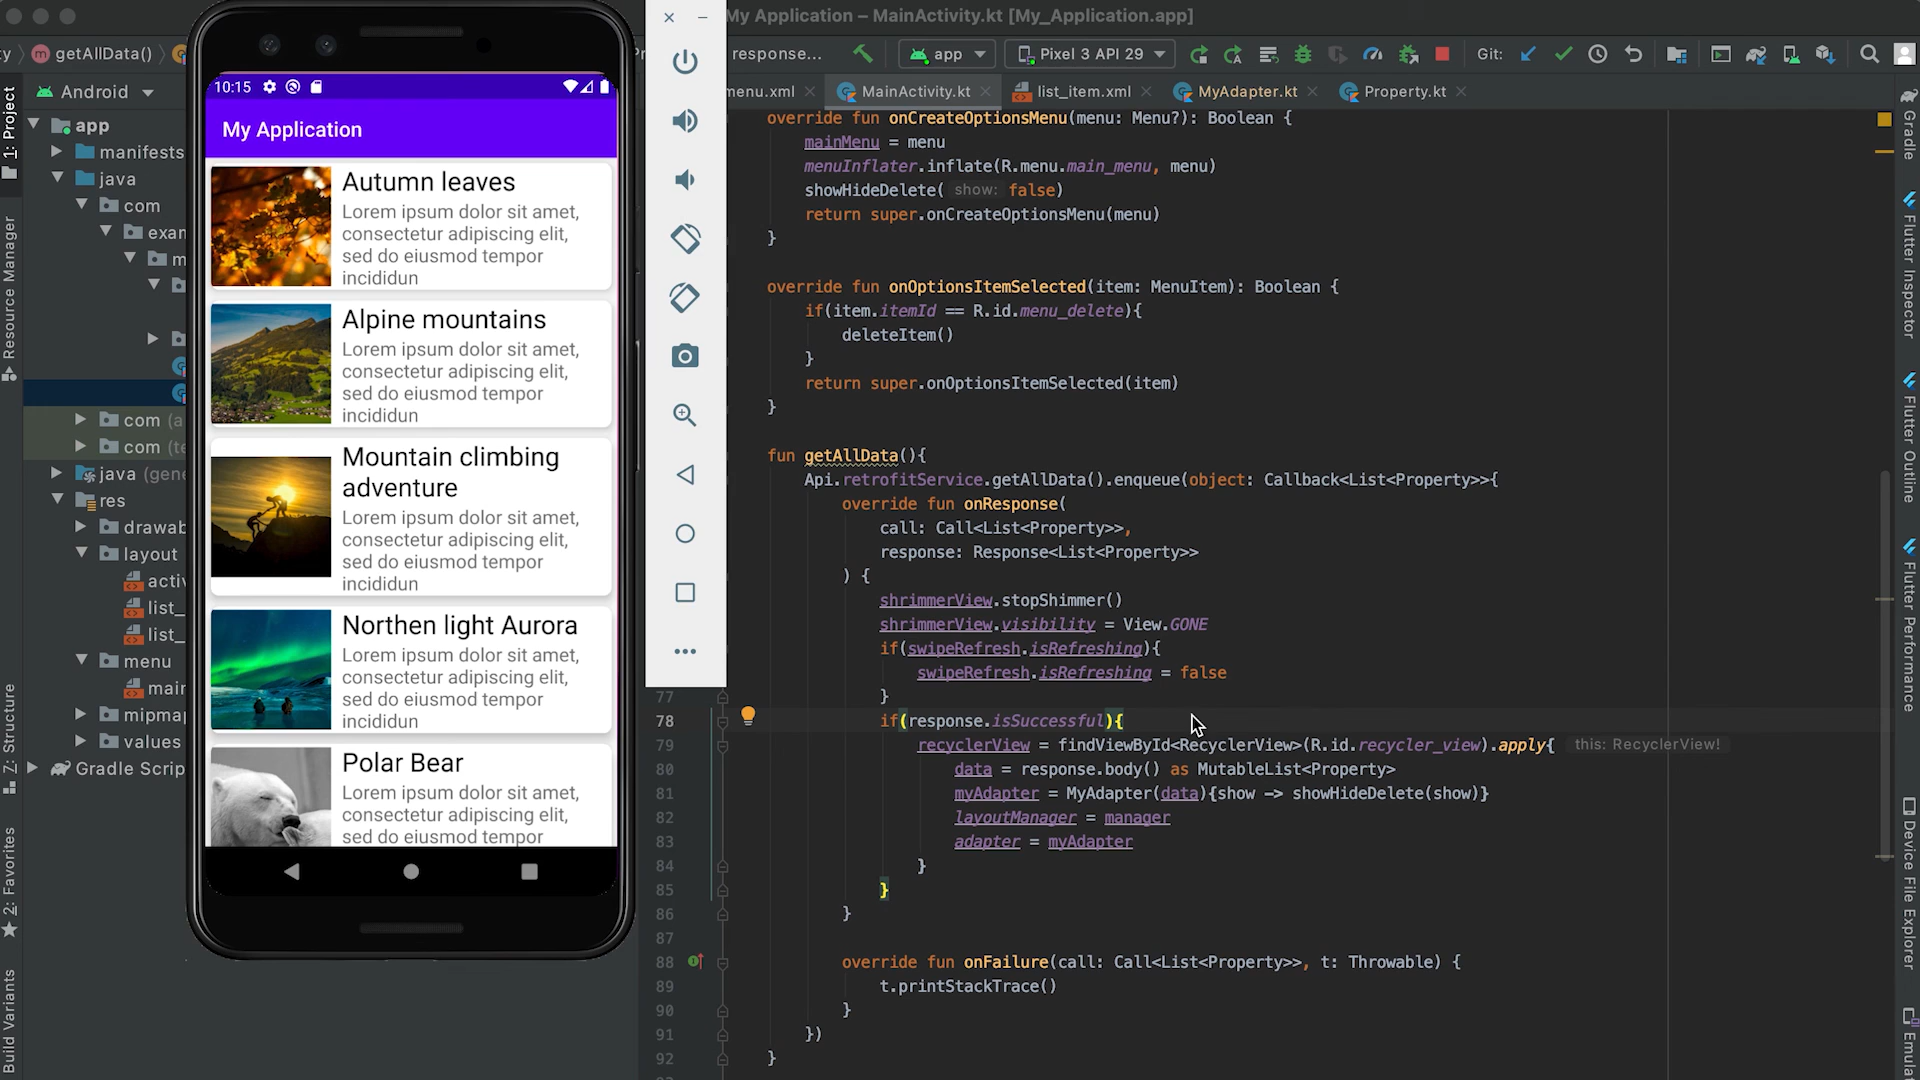 My Application – MainActivity.kt [My_Application.app]
getAllData()
response...
app
Pixel 3 API 29
Git:
Android
menu.xml
MainActivity.kt
list_item.xml
MyAdapter.kt
Property.kt
1: Project
Resource Manager
Z: Structure
2: Favorites
Build Variants
app
manifests
java
com
com
com
java
res
layout
menu
values
Gradle Scrip
10:15
My Application
Autumn leaves
Lorem ipsum dolor sit amet,
consectetur adipiscing elit,
sed do eiusmod tempor
incididun
Alpine mountains
Lorem ipsum dolor sit amet,
consectetur adipiscing elit,
sed do eiusmod tempor
incididun
Mountain climbing
adventure
Lorem ipsum dolor sit amet,
consectetur adipiscing elit,
sed do eiusmod tempor
incididun
Northen light Aurora
Lorem ipsum dolor sit amet,
consectetur adipiscing elit,
sed do eiusmod tempor
incididun
Polar Bear
Lorem ipsum dolor sit amet,
consectetur adipiscing elit,
sed do eiusmod tempor
override fun onCreateOptionsMenu(menu: Menu?): Boolean {
mainMenu = menu
menuInflater.inflate(R.menu.main_menu, menu)
showHideDelete( show: false)
return super.onCreateOptionsMenu(menu)
}
override fun onOptionsItemSelected(item: MenuItem): Boolean {
if(item.itemId == R.id.menu_delete){
deleteItem()
}
return super.onOptionsItemSelected(item)
}
fun getAllData(){
Api.retrofitService.getAllData().enqueue(object: Callback<List<Property>>{
override fun onResponse(
call: Call<List<Property>>,
response: Response<List<Property>>
) {
shrimmerView.stopShimmer()
shrimmerView.visibility = View.GONE
if(swipeRefresh.isRefreshing){
swipeRefresh.isRefreshing = false
77 }
78 if(response.isSuccessful){
79 recyclerView = findViewById<RecyclerView>(R.id.recycler_view).apply{ this: RecyclerView!
80 data = response.body() as MutableList<Property>
81 myAdapter = MyAdapter(data){show -> showHideDelete(show)}
82 layoutManager = manager
83 adapter = myAdapter
84 }
85 }
86 }
87
88 override fun onFailure(call: Call<List<Property>>, t: Throwable) {
89 t.printStackTrace()
90 }
91 })
92 }
Gradle
Flutter Inspector
Flutter Outline
Flutter Performance
Device File Explorer